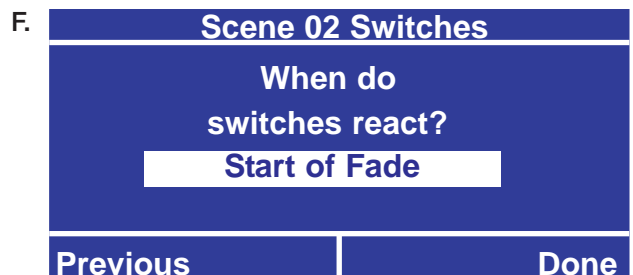 F.
Scene 02 Switches
When do
switches react?
Start of Fade
Previous Done